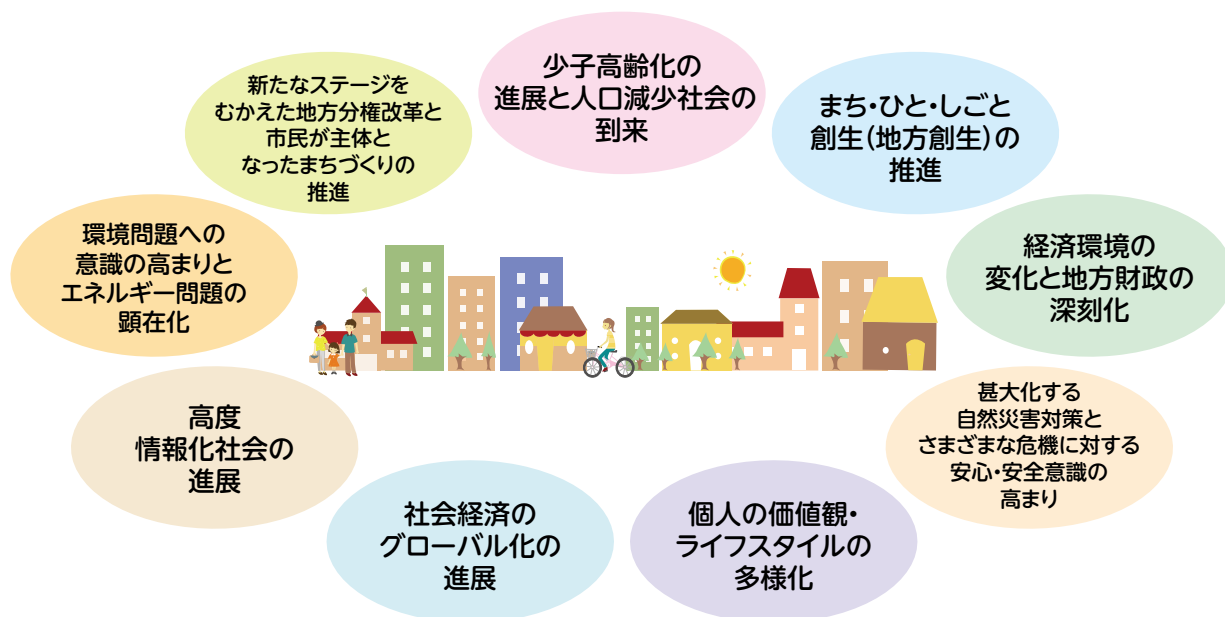 少子高齢化の
進展と人口減少社会の
到来
まち・ひと・しごと
創生(地方創生)の
推進
経済環境の
変化と地方財政の
深刻化
甚大化する
自然災害対策と
さまざまな危機に対する
安心・安全意識の
高まり
個人の価値観・
ライフスタイルの
多様化
社会経済の
グローバル化の
進展
高度
情報化社会の
進展
環境問題への
意識の高まりと
エネルギー問題の
顕在化
新たなステージを
むかえた地方分権改革と
市民が主体と
なったまちづくりの
推進